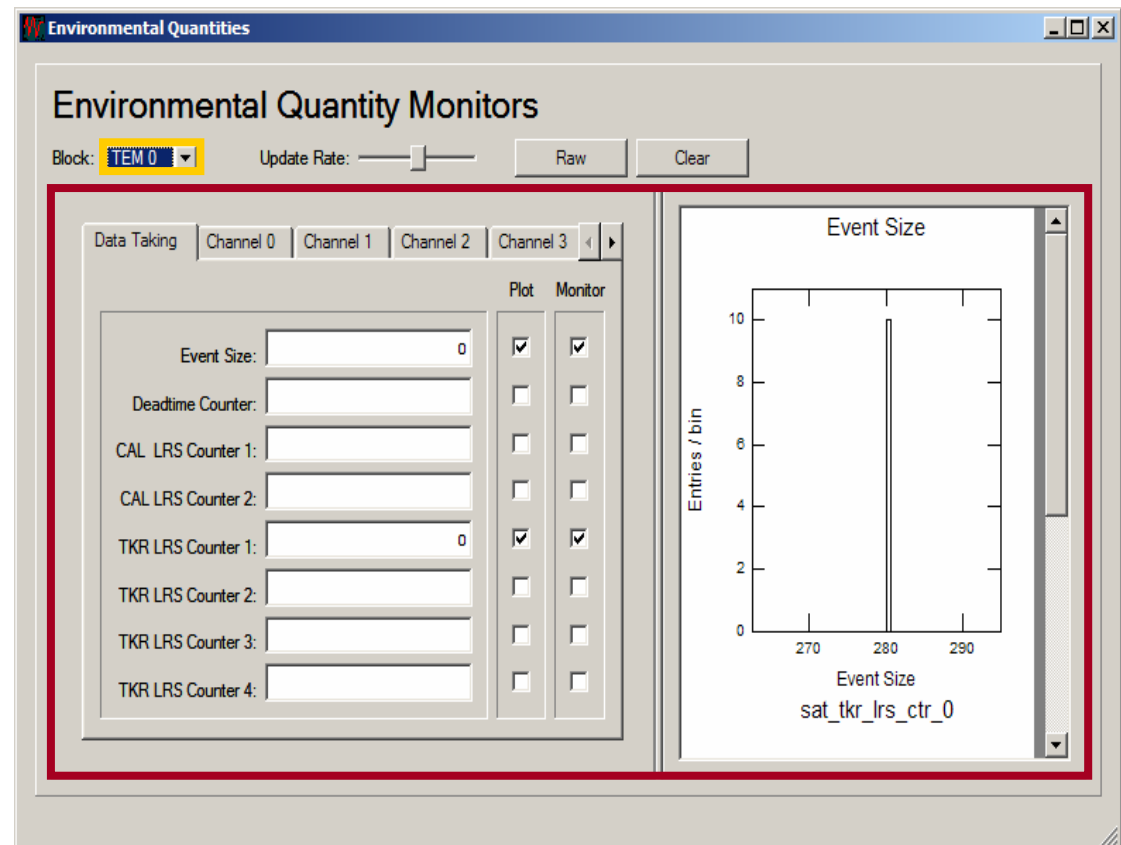 Environmental Quantities
Environmental Quantity Monitors
Block: TEM 0 Update Rate: Raw Clear
Data Taking Channel 0 Channel 1 Channel 2 Channel 3
Plot Monitor
Event Size: 0
Deadtime Counter:
CAL LRS Counter 1:
CAL LRS Counter 2:
TKR LRS Counter 1: 0
TKR LRS Counter 2:
TKR LRS Counter 3:
TKR LRS Counter 4:
Event Size
Entries / bin
10
8
6
4
2
0
270 280 290
Event Size
sat_tkr_lrs_ctr_0